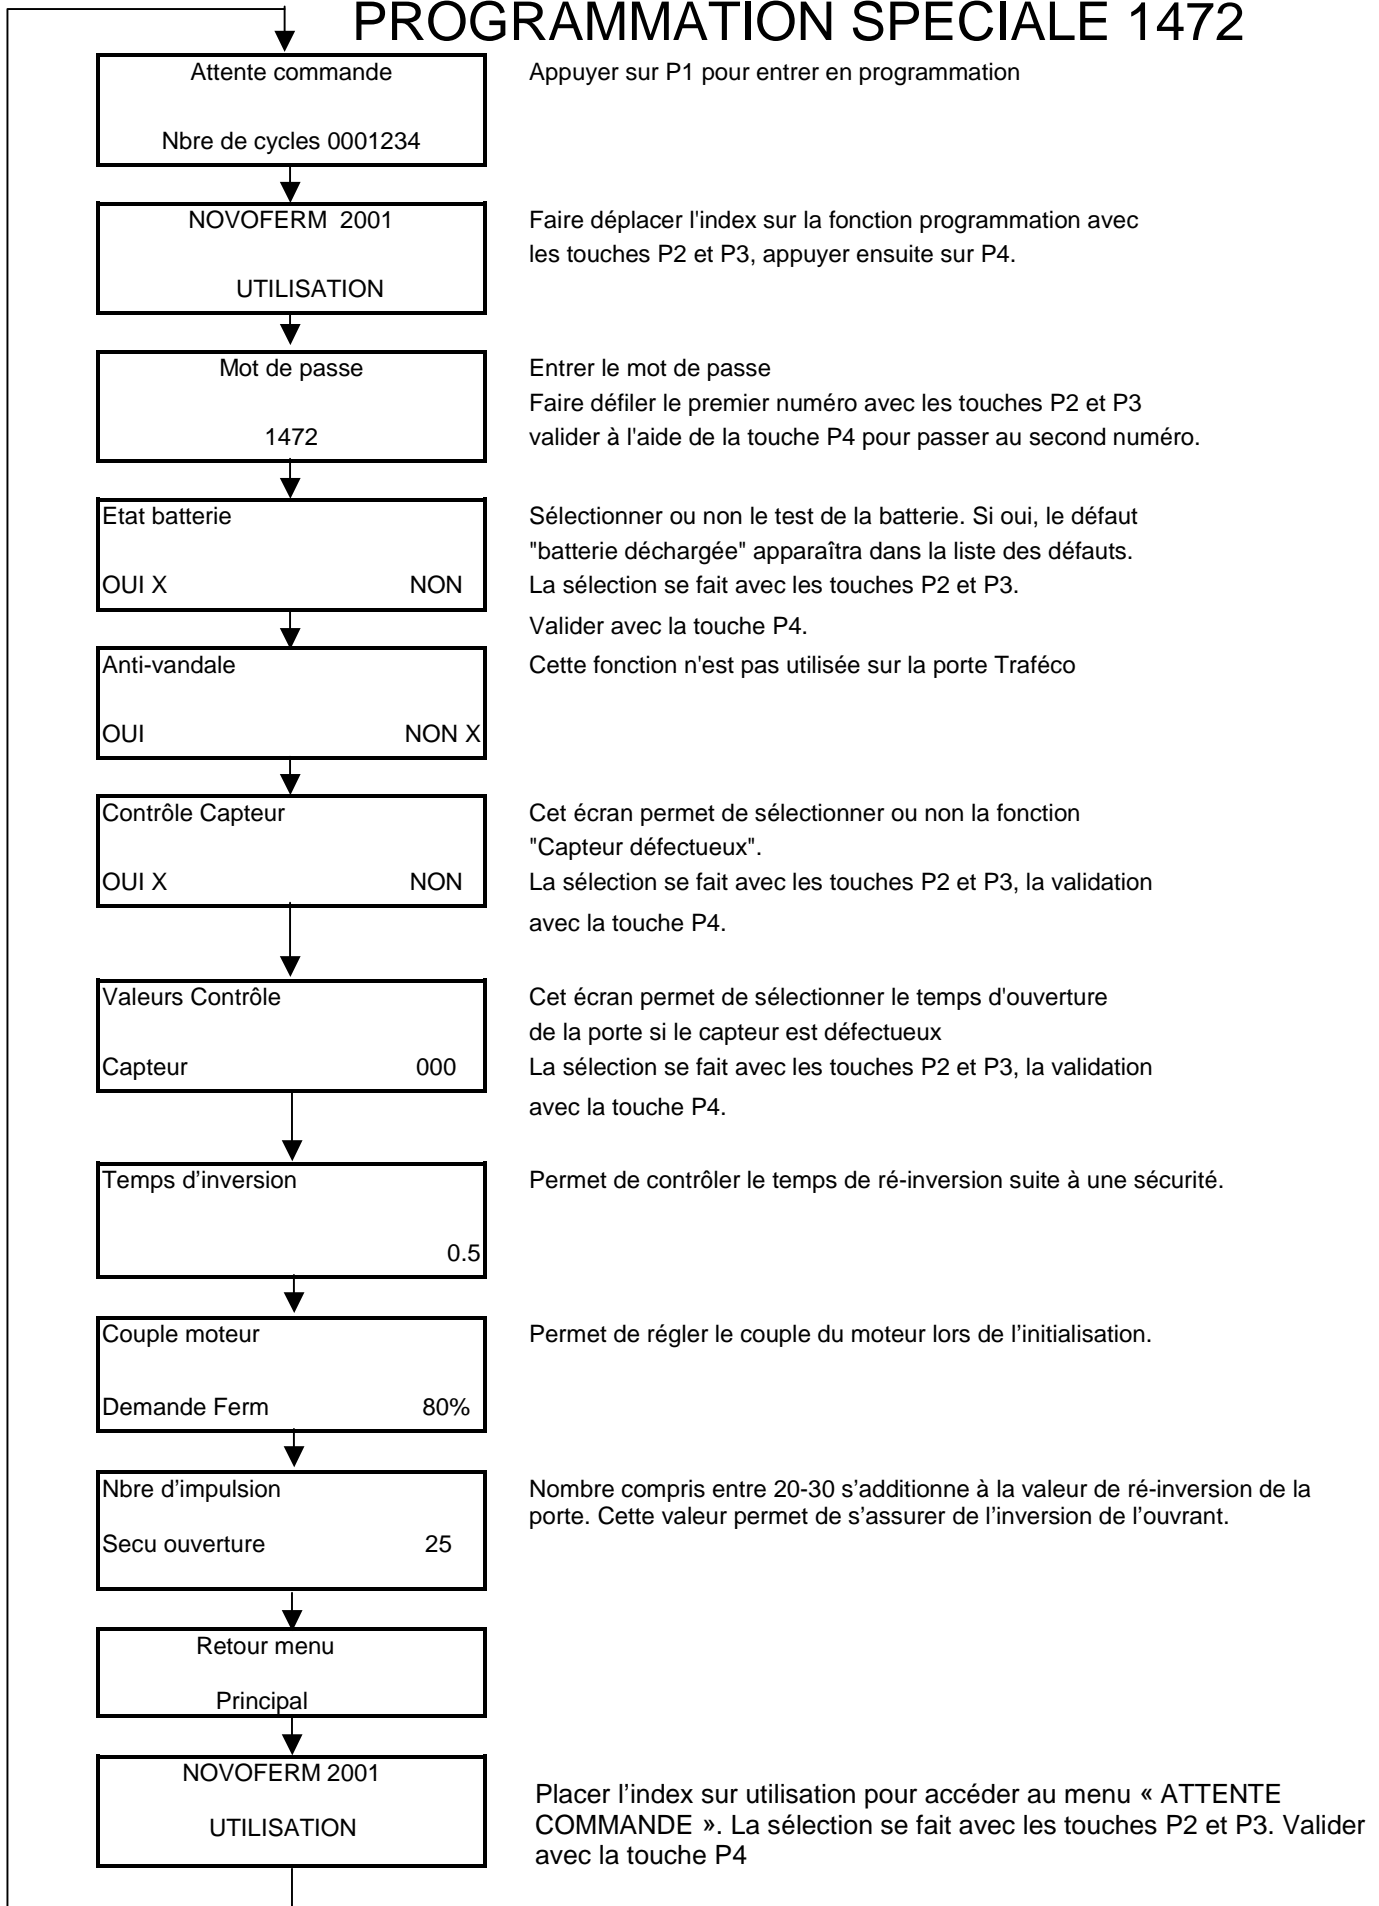 PROGRAMMATION SPECIALE 1472
Attente commande
Nbre de cycles 0001234
Appuyer sur P1 pour entrer en programmation
NOVOFERM 2001
UTILISATION
Faire déplacer l'index sur la fonction programmation avec
les touches P2 et P3, appuyer ensuite sur P4.
Mot de passe
1472
Entrer le mot de passe
Faire défiler le premier numéro avec les touches P2 et P3
valider à l'aide de la touche P4 pour passer au second numéro.
Etat batterie
OUI X NON
Sélectionner ou non le test de la batterie. Si oui, le défaut
"batterie déchargée" apparaîtra dans la liste des défauts.
La sélection se fait avec les touches P2 et P3.
Valider avec la touche P4.
Anti-vandale
OUI NON X
Cette fonction n'est pas utilisée sur la porte Traféco
Contrôle Capteur
OUI X NON
Cet écran permet de sélectionner ou non la fonction
"Capteur défectueux".
La sélection se fait avec les touches P2 et P3, la validation
avec la touche P4.
Valeurs Contrôle
Capteur 000
Cet écran permet de sélectionner le temps d'ouverture
de la porte si le capteur est défectueux
La sélection se fait avec les touches P2 et P3, la validation
avec la touche P4.
Temps d’inversion
0.5
Permet de contrôler le temps de ré-inversion suite à une sécurité.
Couple moteur
Demande Ferm 80%
Permet de régler le couple du moteur lors de l’initialisation.
Nbre d’impulsion
Secu ouverture 25
Nombre compris entre 20-30 s’additionne à la valeur de ré-inversion de la
porte. Cette valeur permet de s’assurer de l’inversion de l’ouvrant.
Retour menu
Principal
NOVOFERM 2001
UTILISATION
Placer l’index sur utilisation pour accéder au menu « ATTENTE
COMMANDE ». La sélection se fait avec les touches P2 et P3. Valider
avec la touche P4